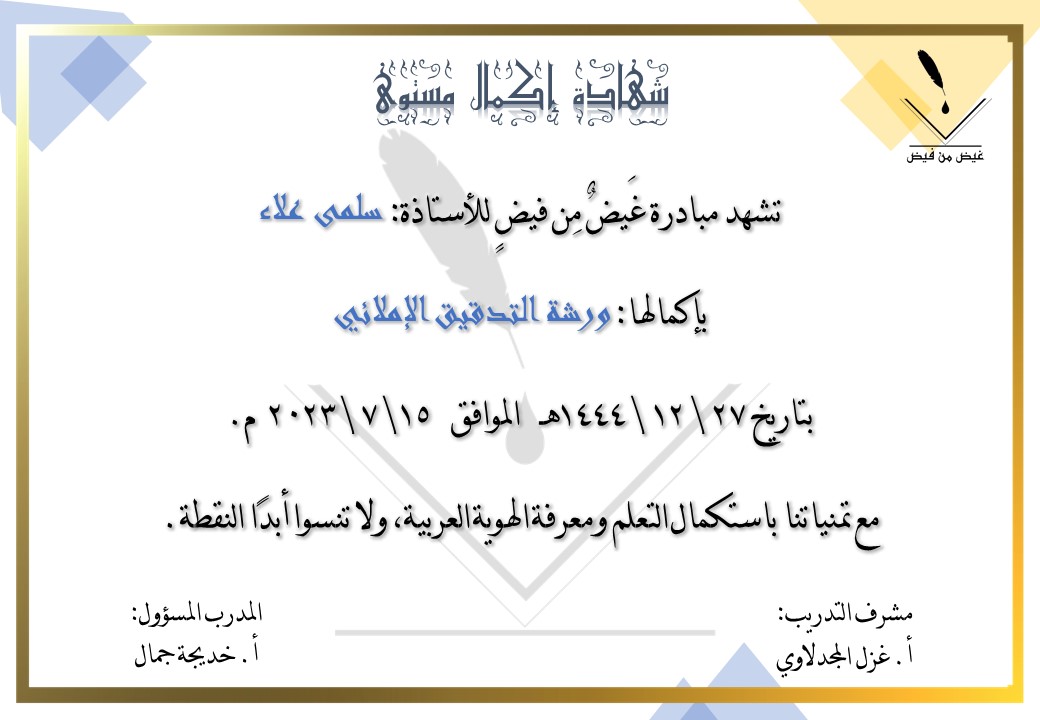 شهادة إكمال مستوى
غيض من فيض
تشهد مبادرة غَيضٌ مِن فيضٍ للأستاذة: سلمى علاء
بإكمالها: ورشة التدقيق الإملائي
بتاريخ ٢٧\١٢\١٤٤٤هـ الموافق ١٥\٧\٢٠٢٣ م.
مع تمنياتنا باستكمال التعلم ومعرفة الهوية العربية، ولا تنسوا أبدًا النقطة.
مشرف التدريب:
أ. غزل المجدلاوي
المدرب المسؤول:
أ. خديجة جمال